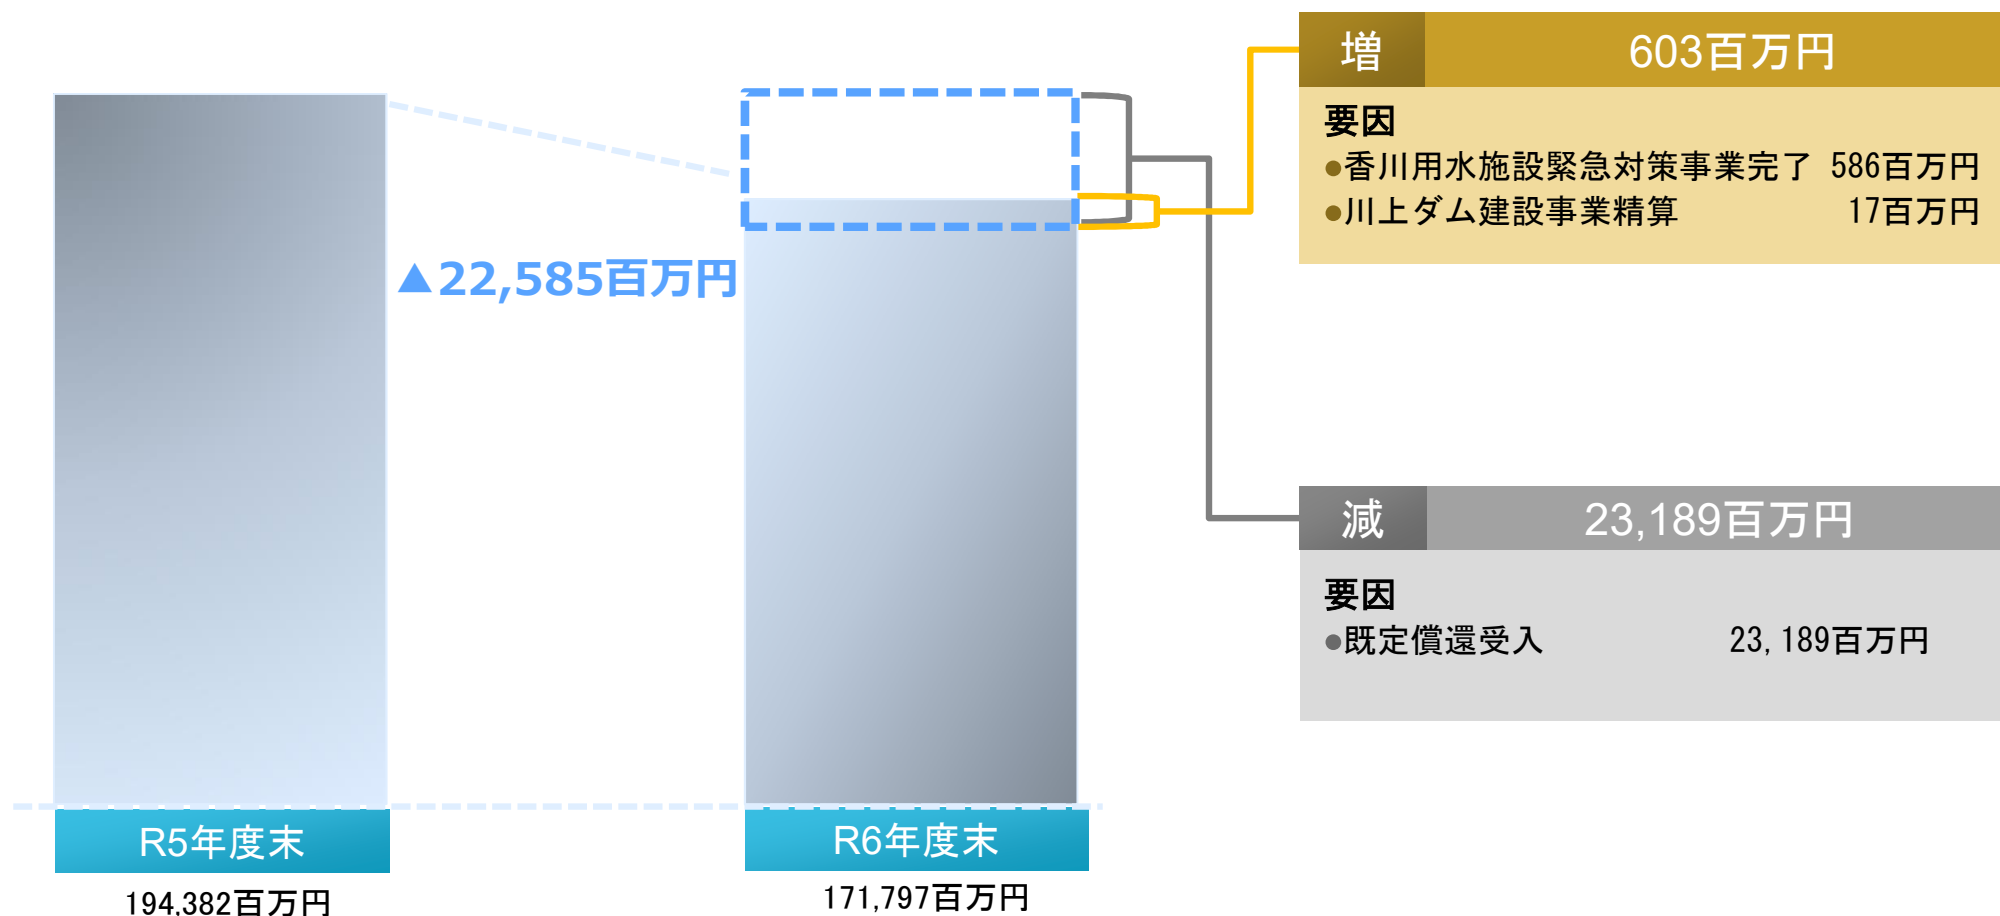 増 603百万円
要因
●香川用水施設緊急対策事業完了 586百万円
●川上ダム建設事業精算 17百万円
▲22,585百万円
減 23,189百万円
要因
●既定償還受入 23,189百万円
R5年度末
194,382百万円
R6年度末
171,797百万円